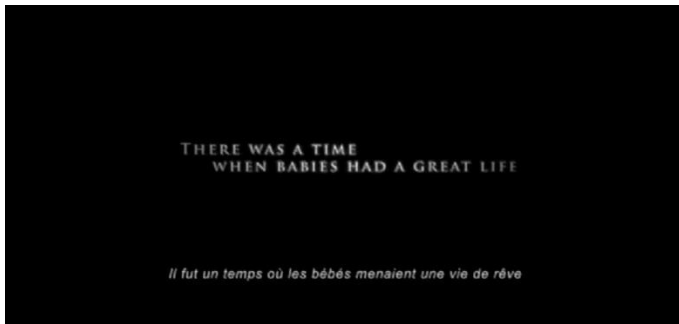 THERE WAS A TIME
WHEN BABIES HAD A GREAT LIFE
Il fut un temps où les bébés menaient une vie de rêve